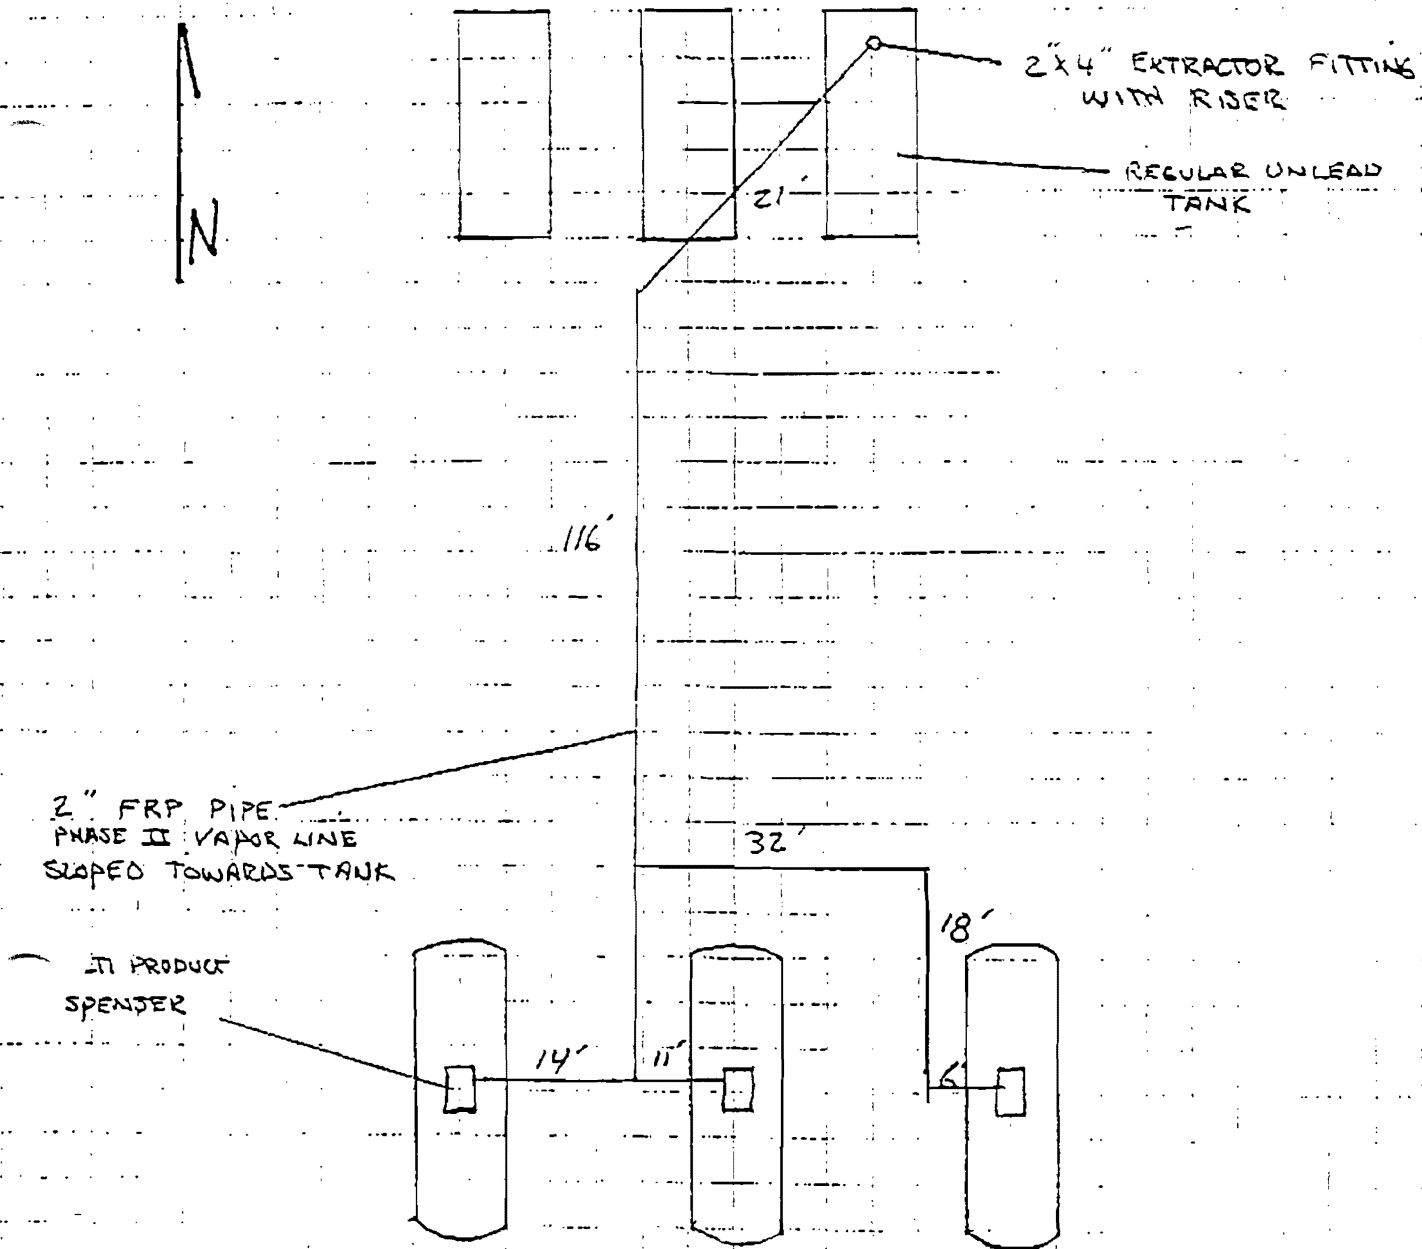 2"x4" EXTRACTOR FITTING
WITH RISER
REGULAR UNLEAD
TANK
N
21'
116'
2" FRP PIPE
PHASE II VAPOR LINE
SLOPED TOWARDS TANK
32'
18'
TI PRODUCT
SPENSER
14'
11'
6'